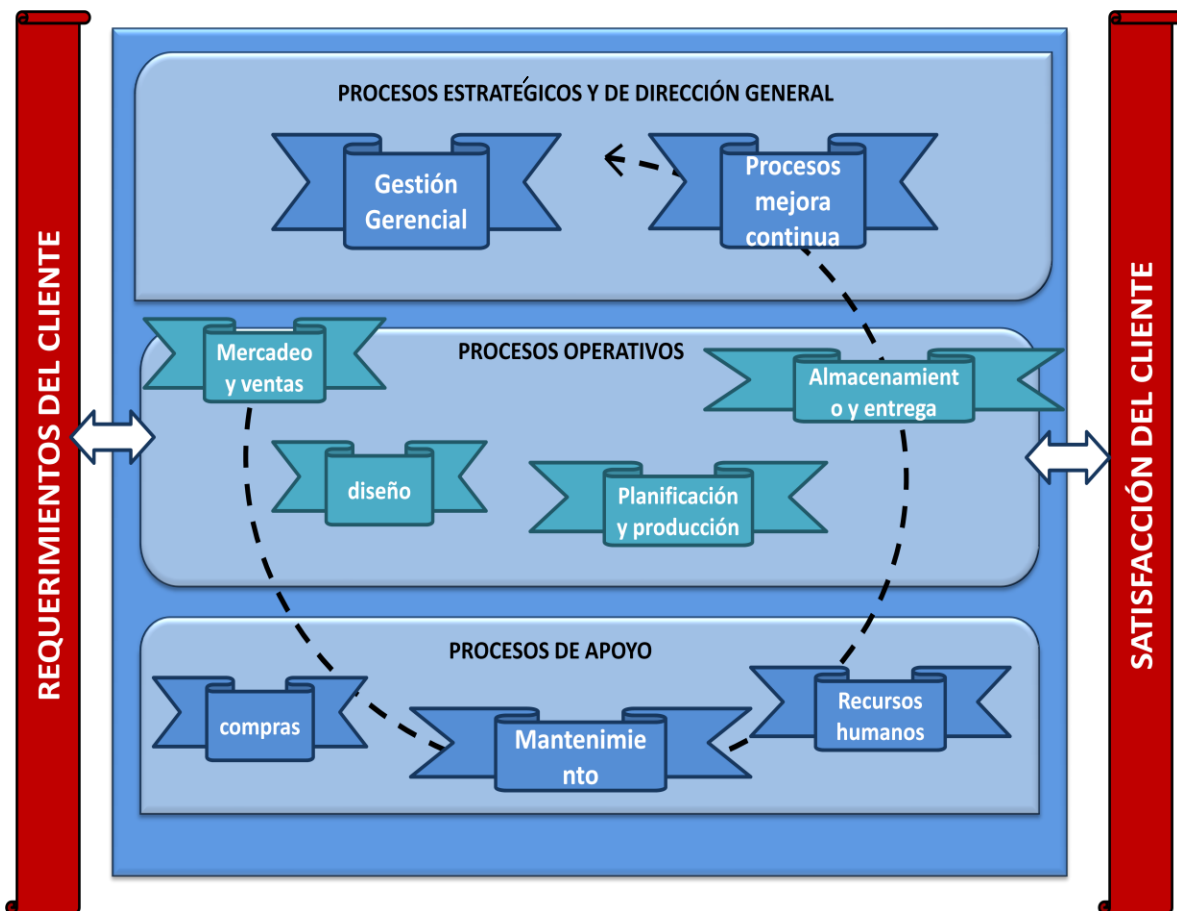 REQUERIMIENTOS DEL CLIENTE
PROCESOS ESTRATÉGICOS Y DE DIRECCIÓN GENERAL
Gestión
Gerencial
Procesos
mejora
continua
PROCESOS OPERATIVOS
Mercadeo
y ventas
Almacenamient
o y entrega
diseño
Planificación
y producción
PROCESOS DE APOYO
compras
Mantenimie
nto
Recursos
humanos
SATISFACCIÓN DEL CLIENTE